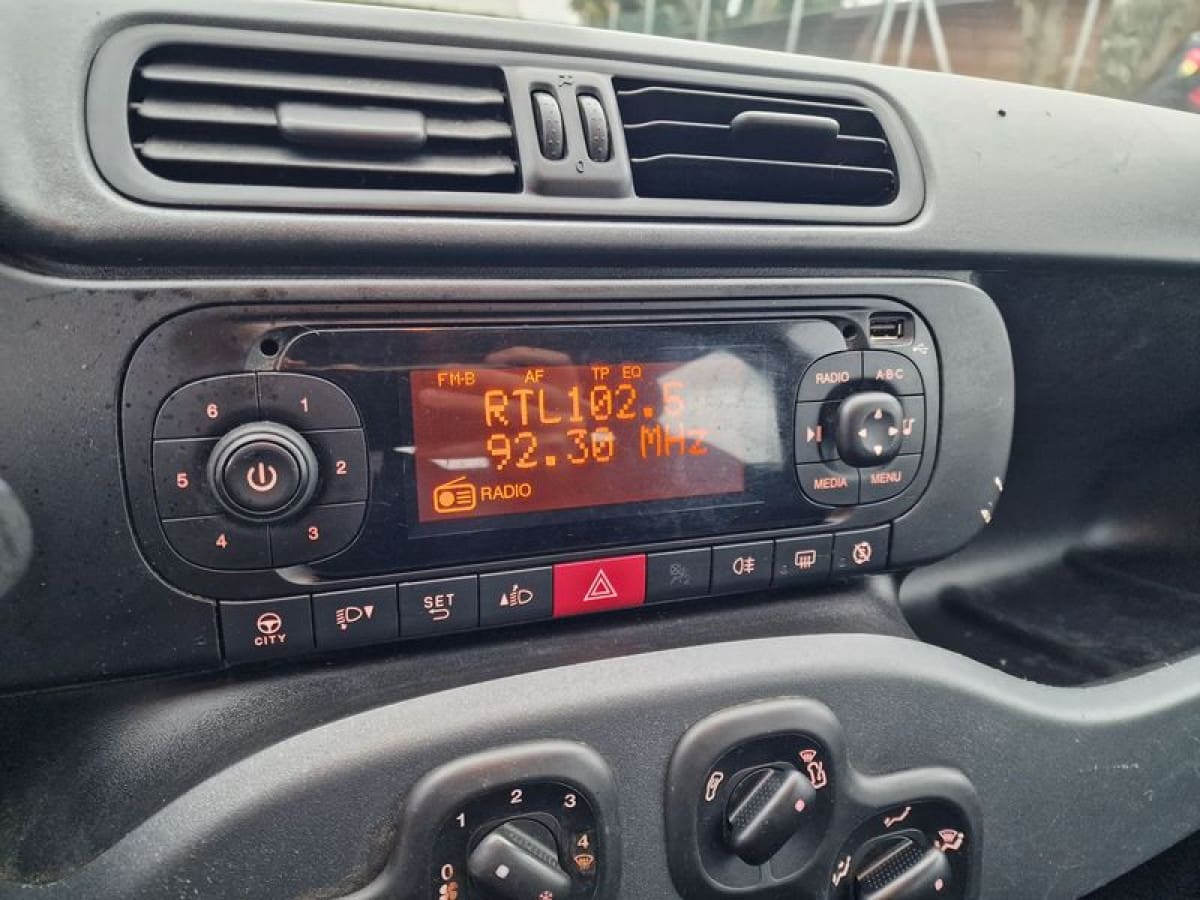 0
FM-B AF TP EQ
RTL102.5
92.30 MHz
RADIO
6 1
5 2
4 3
RADIO A·B·C
MEDIA MENU
CITY
SET
0 1 2 3 4